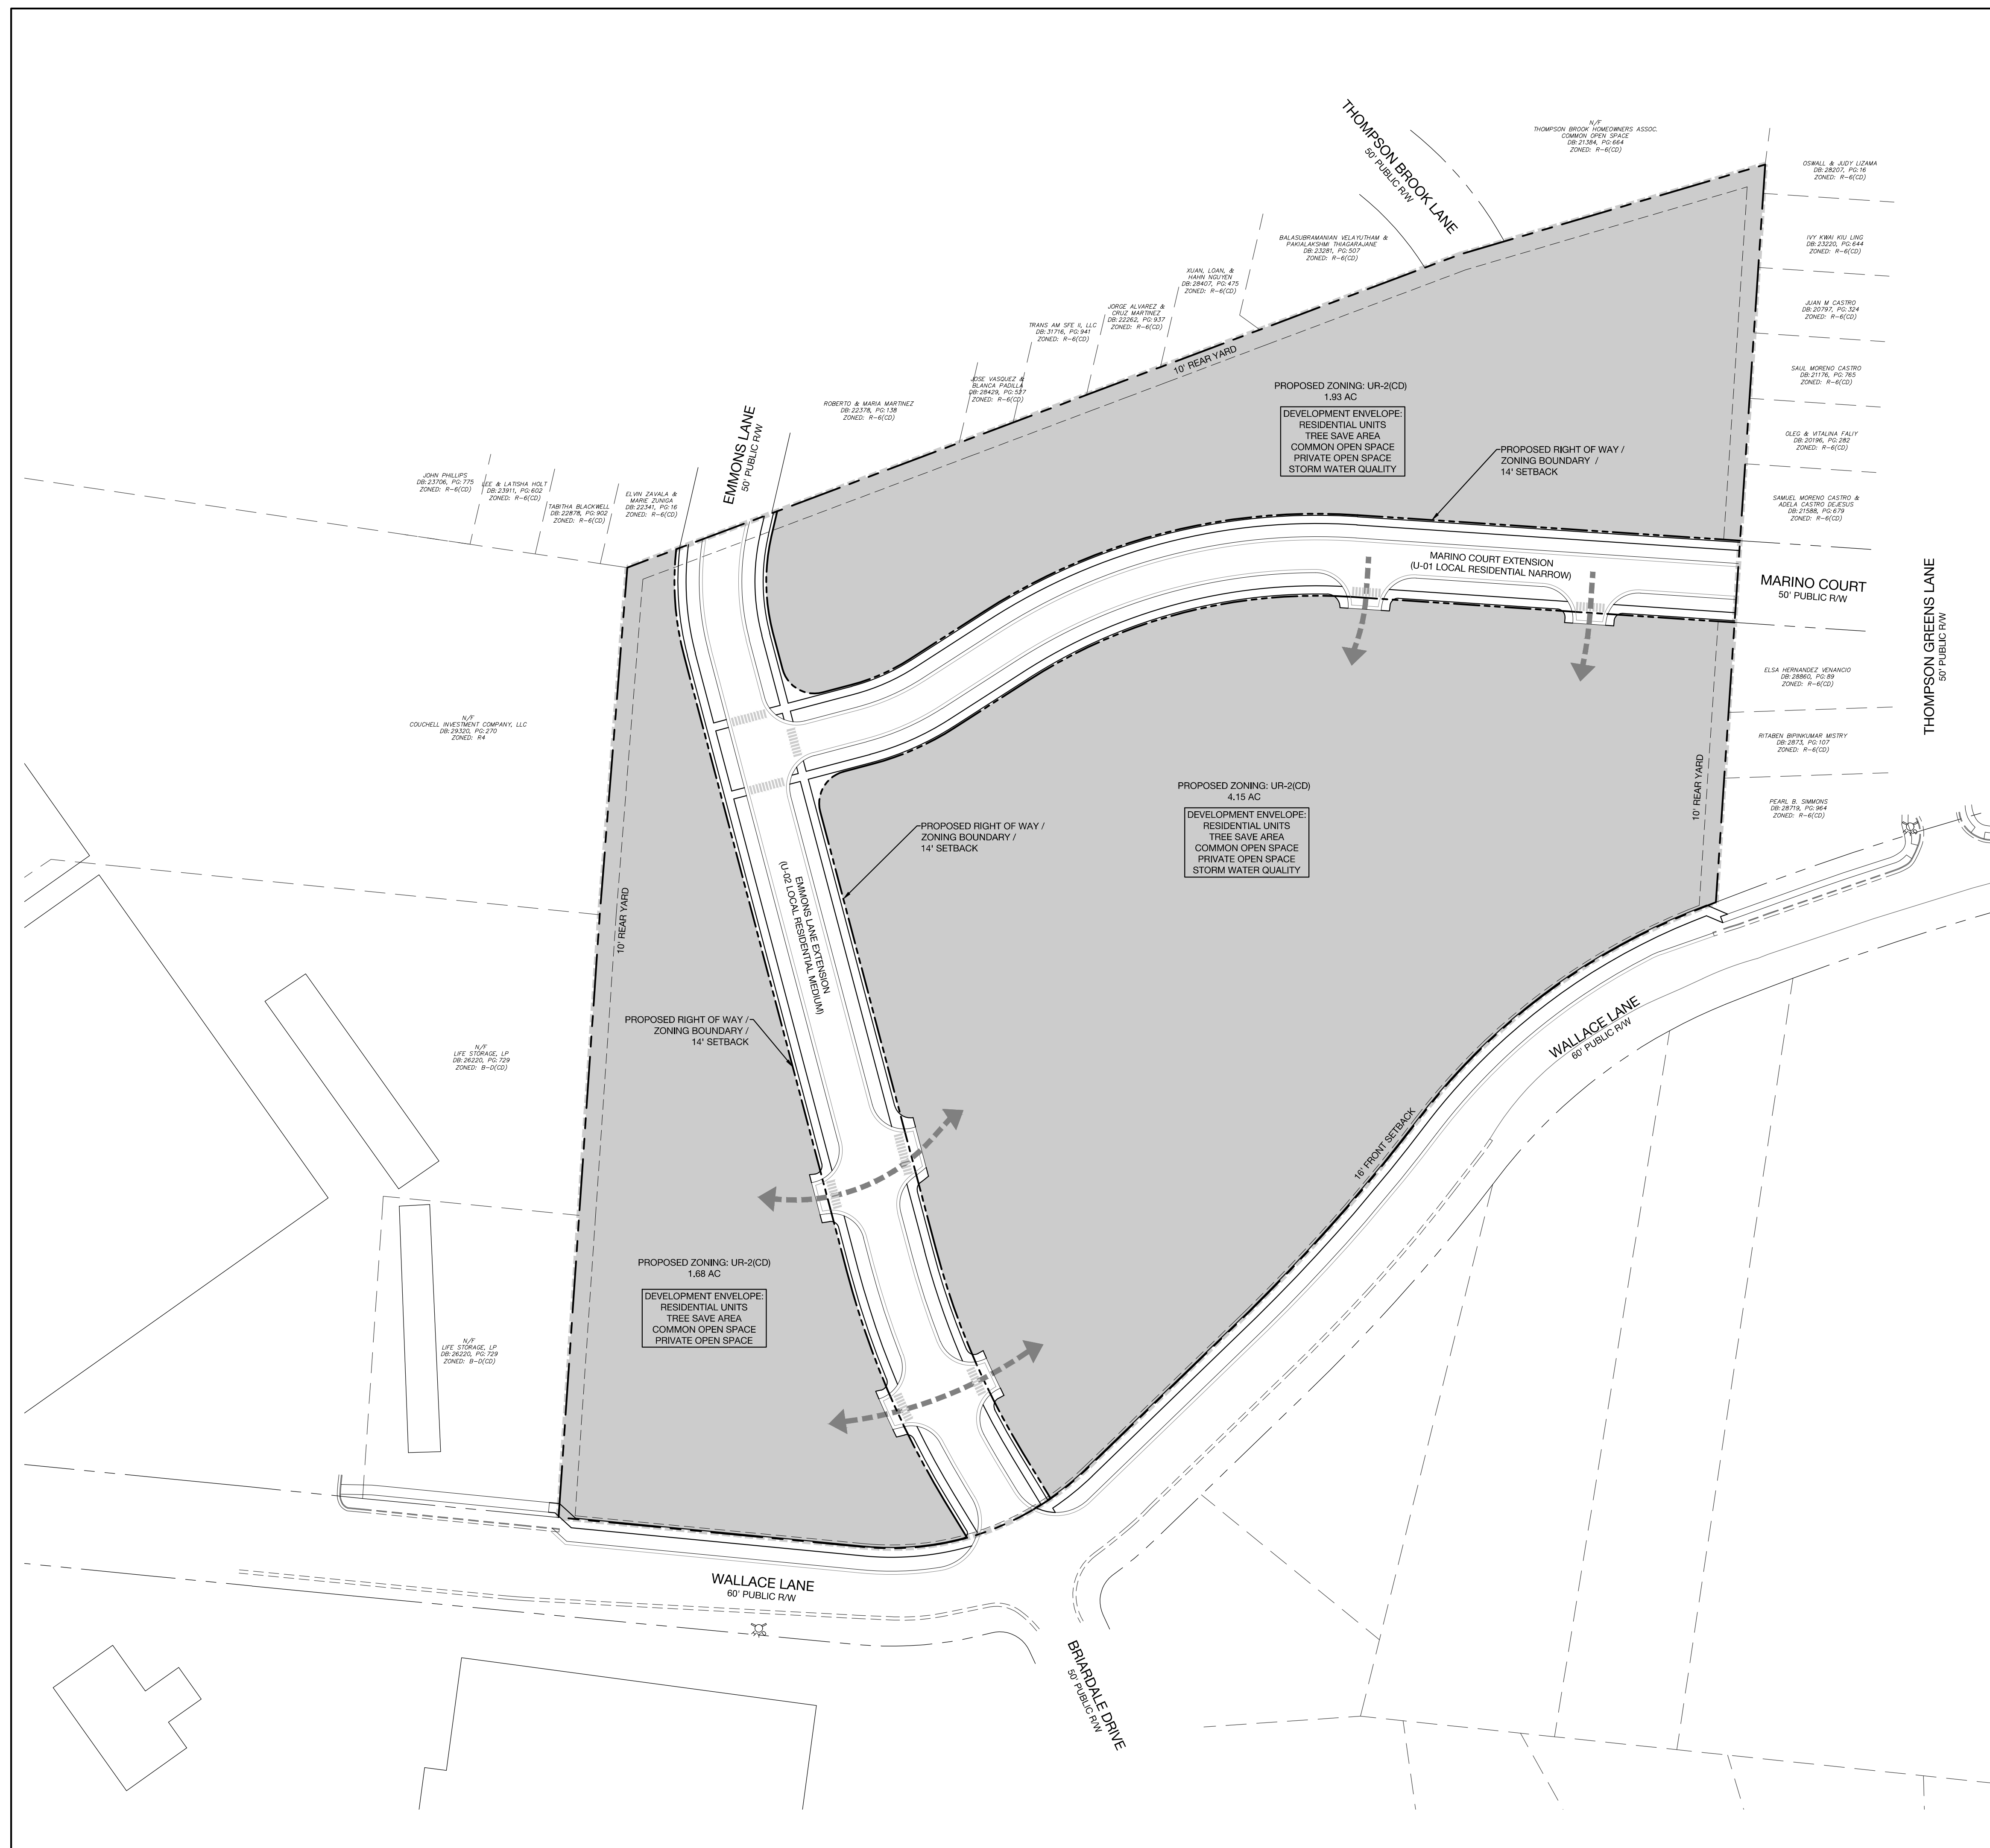 THOMPSON BROOK LANE
50' PUBLIC R/W
N/F
THOMPSON BROOK HOMEOWNERS ASSOC.
COMMON OPEN SPACE
DB:21384, PG:664
ZONED: R-6(CD)
OSWALL & JUDY LIZAMA
DB:28207, PG:16
ZONED: R-6(CD)
IVY KWAI KIU LING
DB:23220, PG:644
ZONED: R-6(CD)
BALASUBRAMANIAN VELAYUTHAM &
PAKIALAKSHMI THIAGARAJANE
DB:23281, PG:507
ZONED: R-6(CD)
XUAN, LOAN, &
HAHN NGUYEN
DB:28407, PG:475
ZONED: R-6(CD)
JUAN M CASTRO
DB:20797, PG:324
ZONED: R-6(CD)
JORGE ALVAREZ &
CRUZ MARTINEZ
DB:22262, PG:937
ZONED: R-6(CD)
TRANS AM SFE II, LLC
DB:31716, PG:941
ZONED: R-6(CD)
10' REAR YARD
SAUL MORENO CASTRO
DB:21176, PG:765
ZONED: R-6(CD)
JOSE VASQUEZ &
BLANCA PADILLA
DB:28429, PG:527
ZONED: R-6(CD)
ROBERTO & MARIA MARTINEZ
DB:22378, PG:138
ZONED: R-6(CD)
PROPOSED ZONING: UR-2(CD)
1.93 AC
DEVELOPMENT ENVELOPE:
RESIDENTIAL UNITS
TREE SAVE AREA
COMMON OPEN SPACE
PRIVATE OPEN SPACE
STORM WATER QUALITY
PROPOSED RIGHT OF WAY /
ZONING BOUNDARY /
14' SETBACK
OLEG & VITALINA FALIY
DB:20196, PG:282
ZONED: R-6(CD)
EMMONS LANE
50' PUBLIC R/W
JOHN PHILLIPS
DB:23706, PG:775
ZONED: R-6(CD)
LEE & LATISHA HOLT
DB:23911, PG:602
ZONED: R-6(CD)
TABITHA BLACKWELL
DB:22878, PG:902
ZONED: R-6(CD)
ELVIN ZAVALA &
MARIE ZUNIGA
DB:22341, PG:16
ZONED: R-6(CD)
SAMUEL MORENO CASTRO &
ADELA CASTRO DEJESUS
DB:21588, PG:679
ZONED: R-6(CD)
MARINO COURT EXTENSION
(U-01 LOCAL RESIDENTIAL NARROW)
MARINO COURT
50' PUBLIC R/W
THOMPSON GREENS LANE
50' PUBLIC R/W
ELSA HERNANDEZ VENANCIO
DB:28860, PG:89
ZONED: R-6(CD)
N/F
COUCHELL INVESTMENT COMPANY, LLC
DB:29320, PG:270
ZONED: R4
RITABEN BIPINKUMAR MISTRY
DB:2873, PG:107
ZONED: R-6(CD)
10' REAR YARD
PROPOSED ZONING: UR-2(CD)
4.15 AC
DEVELOPMENT ENVELOPE:
RESIDENTIAL UNITS
TREE SAVE AREA
COMMON OPEN SPACE
PRIVATE OPEN SPACE
STORM WATER QUALITY
PEARL B. SIMMONS
DB:28719, PG:964
ZONED: R-6(CD)
PROPOSED RIGHT OF WAY /
ZONING BOUNDARY /
14' SETBACK
EMMONS LANE EXTENSION
(U-02 LOCAL RESIDENTIAL MEDIUM)
10' REAR YARD
PROPOSED RIGHT OF WAY /
ZONING BOUNDARY /
14' SETBACK
WALLACE LANE
60' PUBLIC R/W
N/F
LIFE STORAGE, LP
DB:26220, PG:729
ZONED: B-D(CD)
16' FRONT SETBACK
PROPOSED ZONING: UR-2(CD)
1.68 AC
DEVELOPMENT ENVELOPE:
RESIDENTIAL UNITS
TREE SAVE AREA
COMMON OPEN SPACE
PRIVATE OPEN SPACE
N/F
LIFE STORAGE, LP
DB:26220, PG:729
ZONED: B-D(CD)
WALLACE LANE
60' PUBLIC R/W
BRIARDALE DRIVE
50' PUBLIC R/W